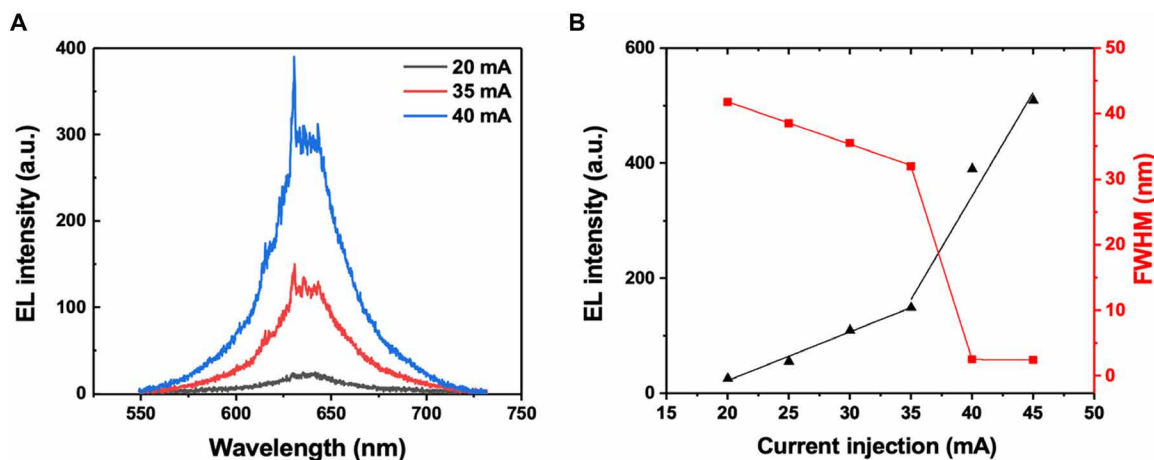 A
B
400
300
200
100
0
550
600
650
700
750
EL intensity (a.u.)
Wavelength (nm)
20 mA
35 mA
40 mA
600
400
200
0
15
20
25
30
35
40
45
50
EL intensity (a.u.)
Current injection (mA)
50
40
30
20
10
0
FWHM (nm)